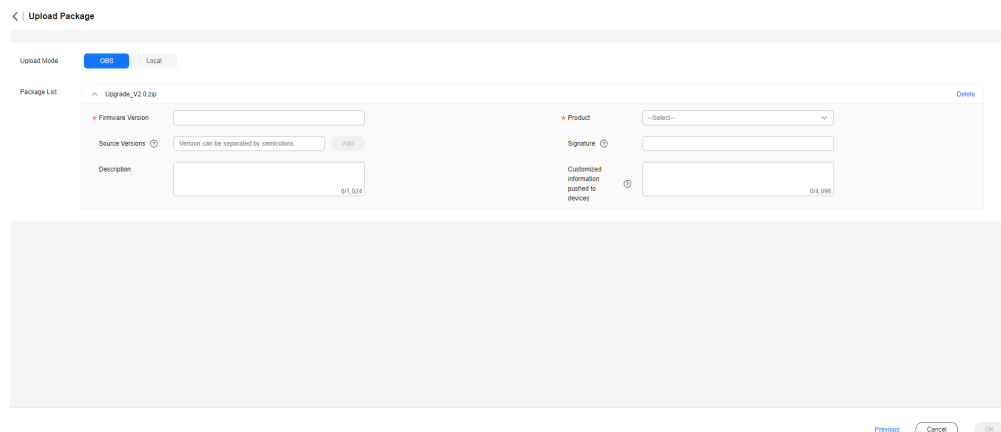 Upload Package
Upload Mode
OBS
Local
Package List
Upgrade_V2.0.zip
Delete
* Firmware Version
* Product
--Select--
Source Versions
Version can be separated by semicolons
Add
Signature
Description
0/1,024
Customized
information
pushed to
devices
0/4,096
Previous
Cancel
OK